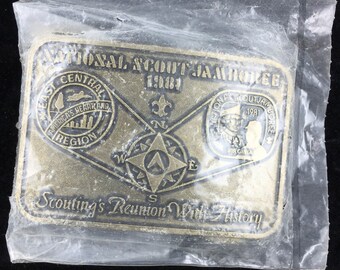 NATIONAL SCOUT JAMBOREE
1981
EAST CENTRAL
REGION
W E
S
Scouting's Reunion With History